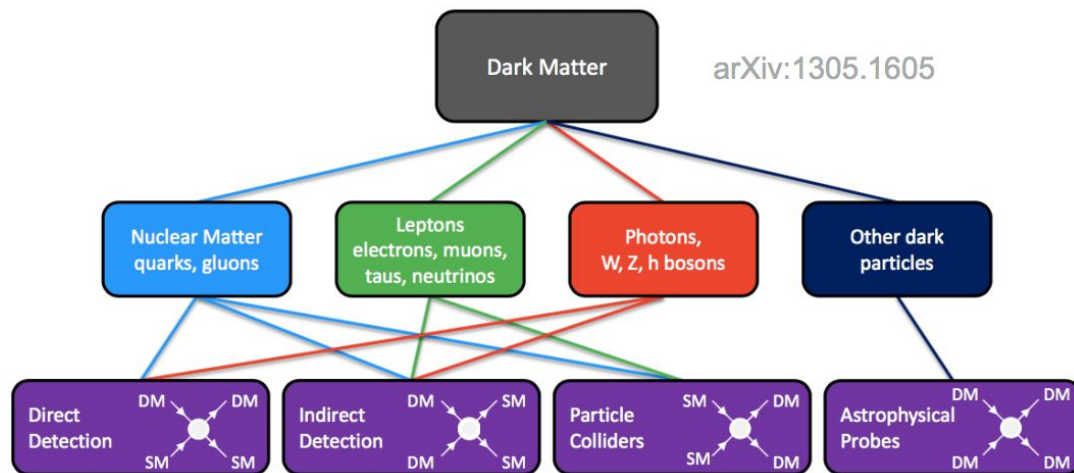 Dark Matter
arXiv:1305.1605
Nuclear Matter
quarks, gluons
Leptons
electrons, muons,
taus, neutrinos
Photons,
W, Z, h bosons
Other dark
particles
Direct
Detection
DM DM
SM SM
Indirect
Detection
DM SM
DM SM
Particle
Colliders
SM DM
SM DM
Astrophysical
Probes
DM DM
DM DM